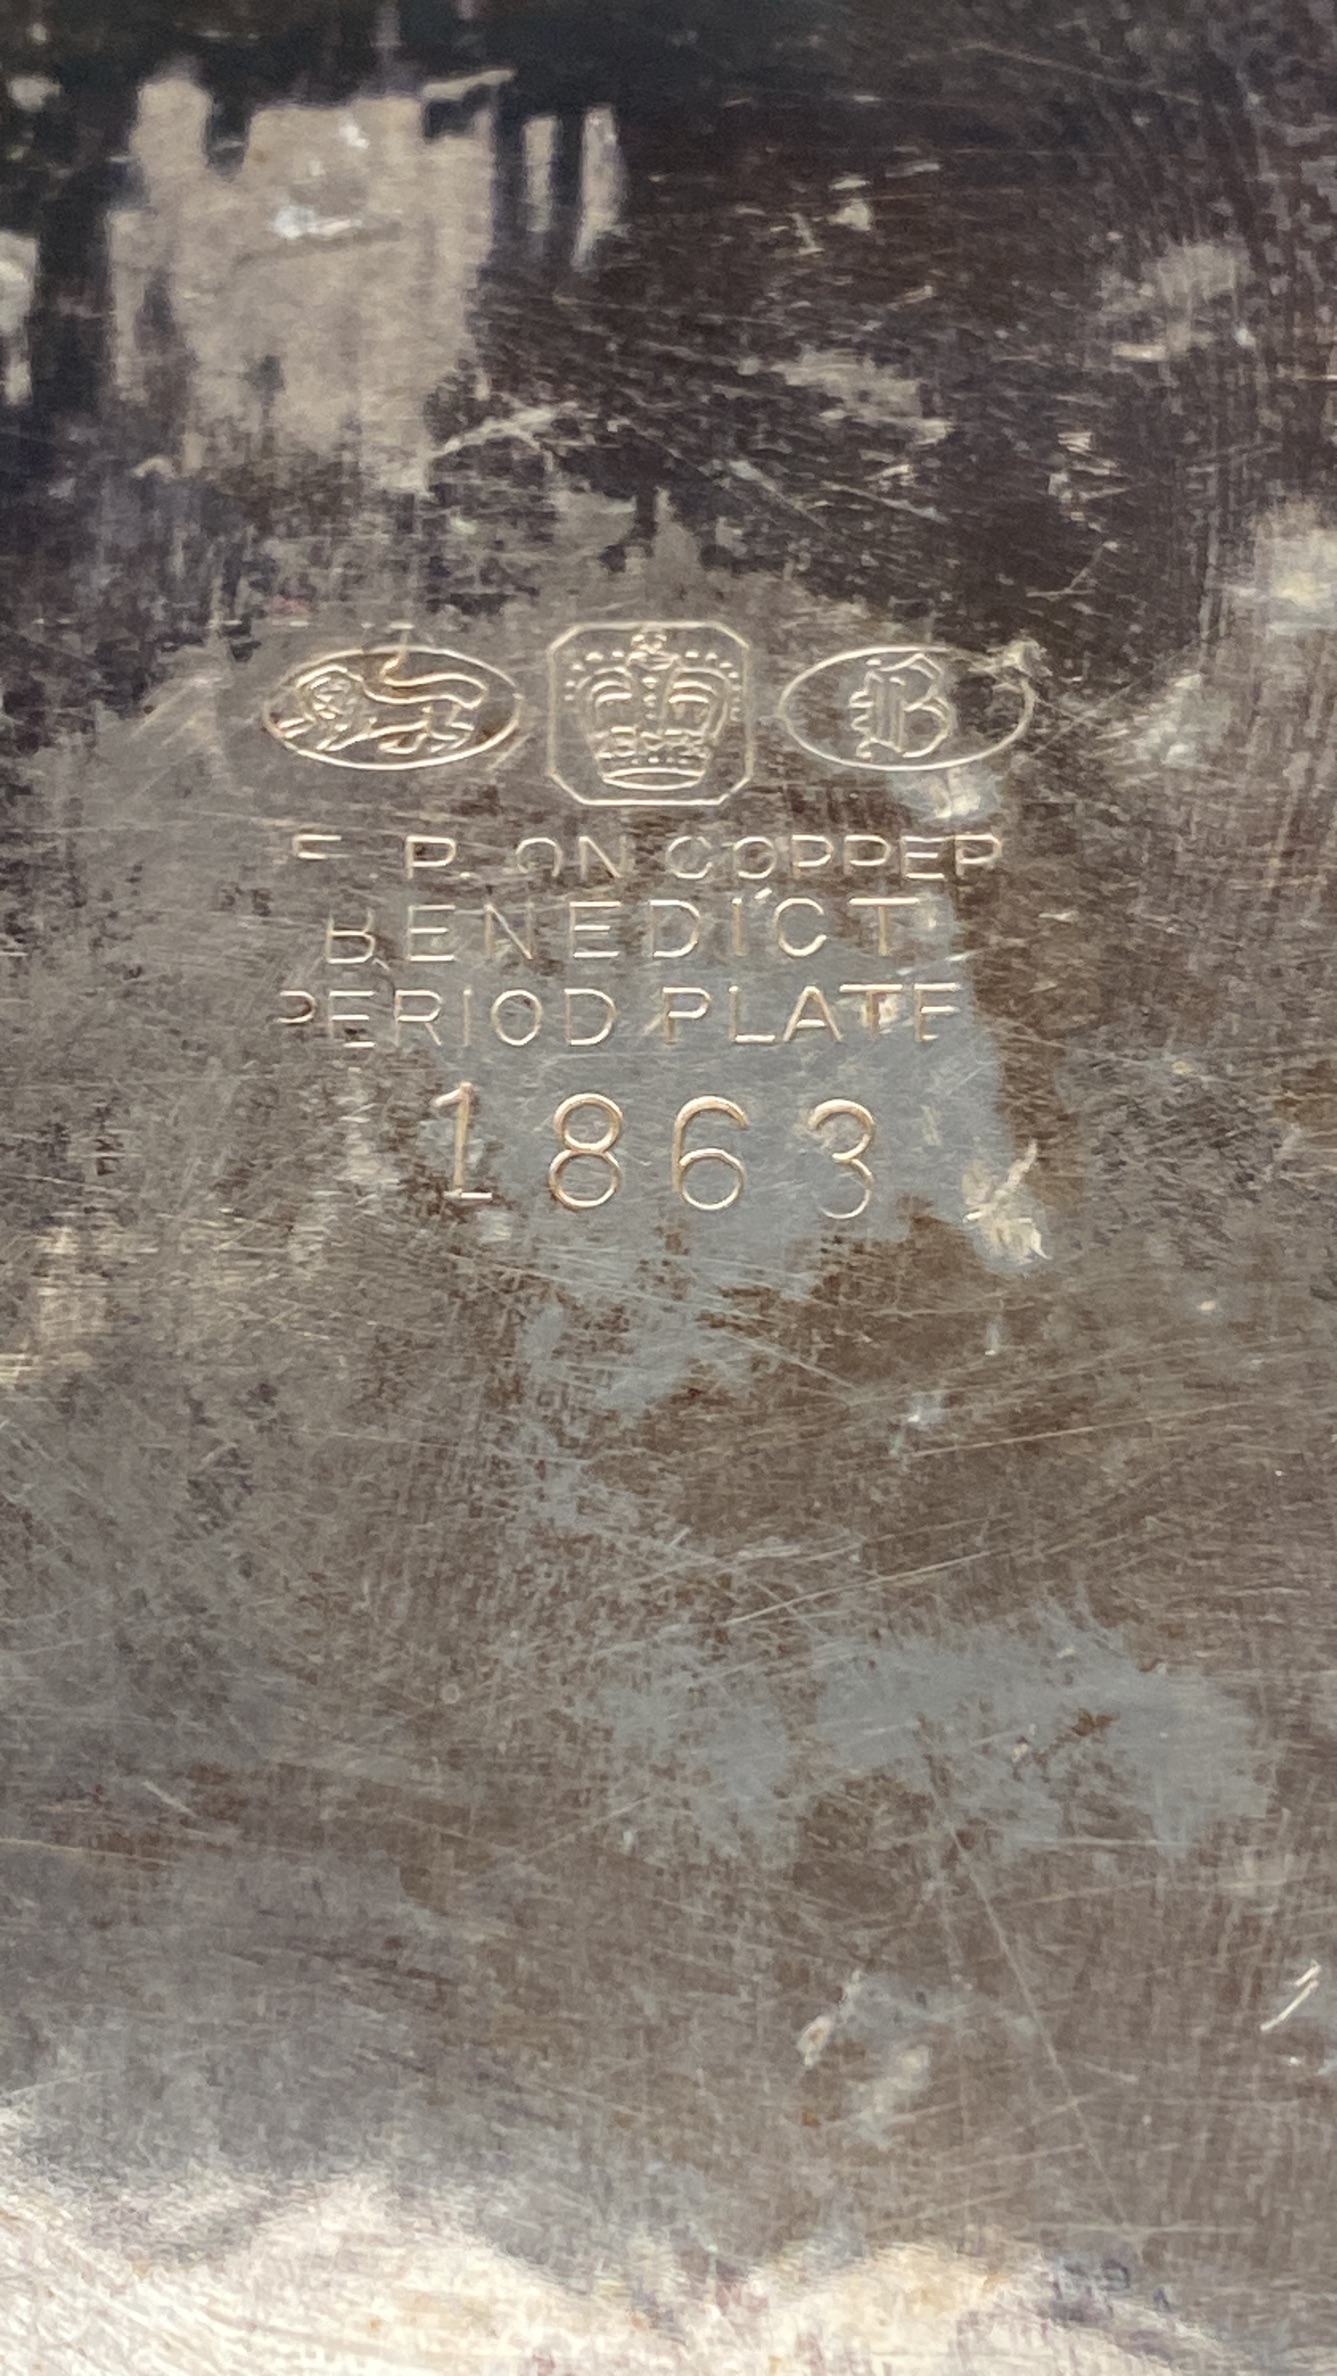 B
E. P. ON COPPER
BENEDICT
PERIOD PLATE
1863